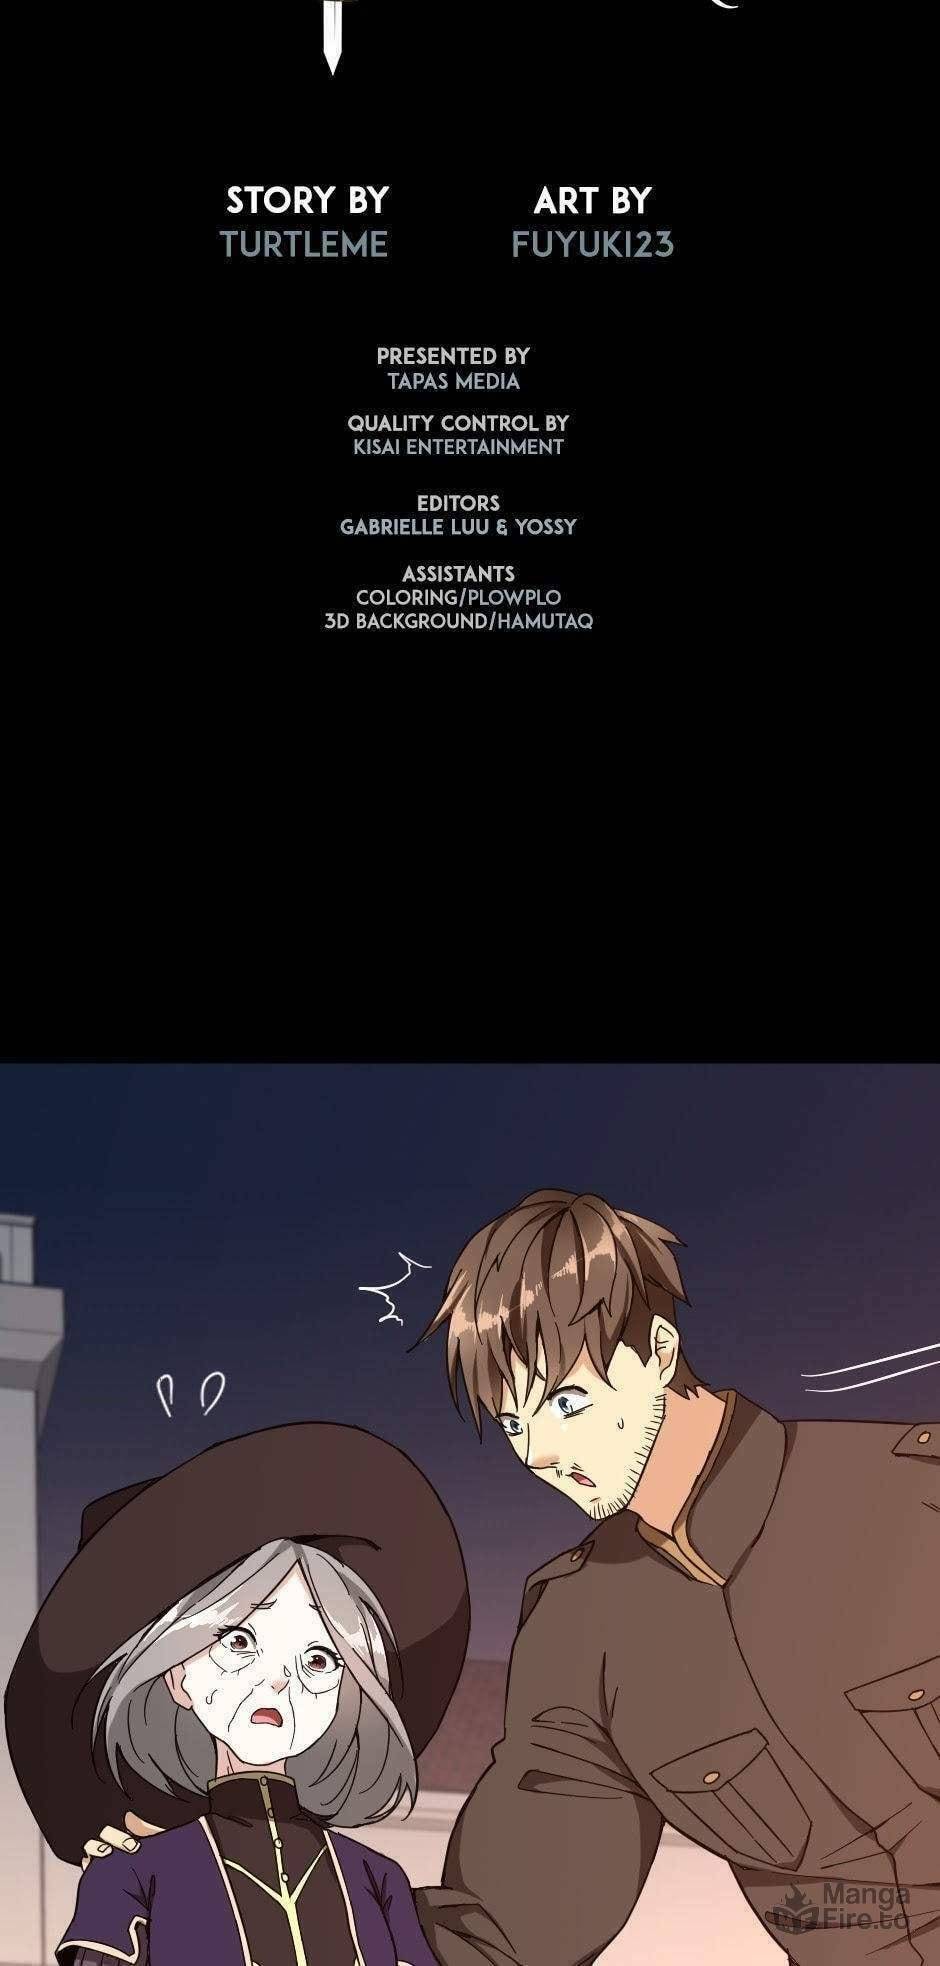 STORY BY
TURTLEME
ART BY
FUYUKI23
PRESENTED BY
TAPAS MEDIA
QUALITY CONTROL BY
KISAI ENTERTAINMENT
EDITORS
GABRIELLE LUU & YOSSY
ASSISTANTS
COLORING/PLOWPLO
3D BACKGROUND/HAMUTAQ
Manga
Fire.to